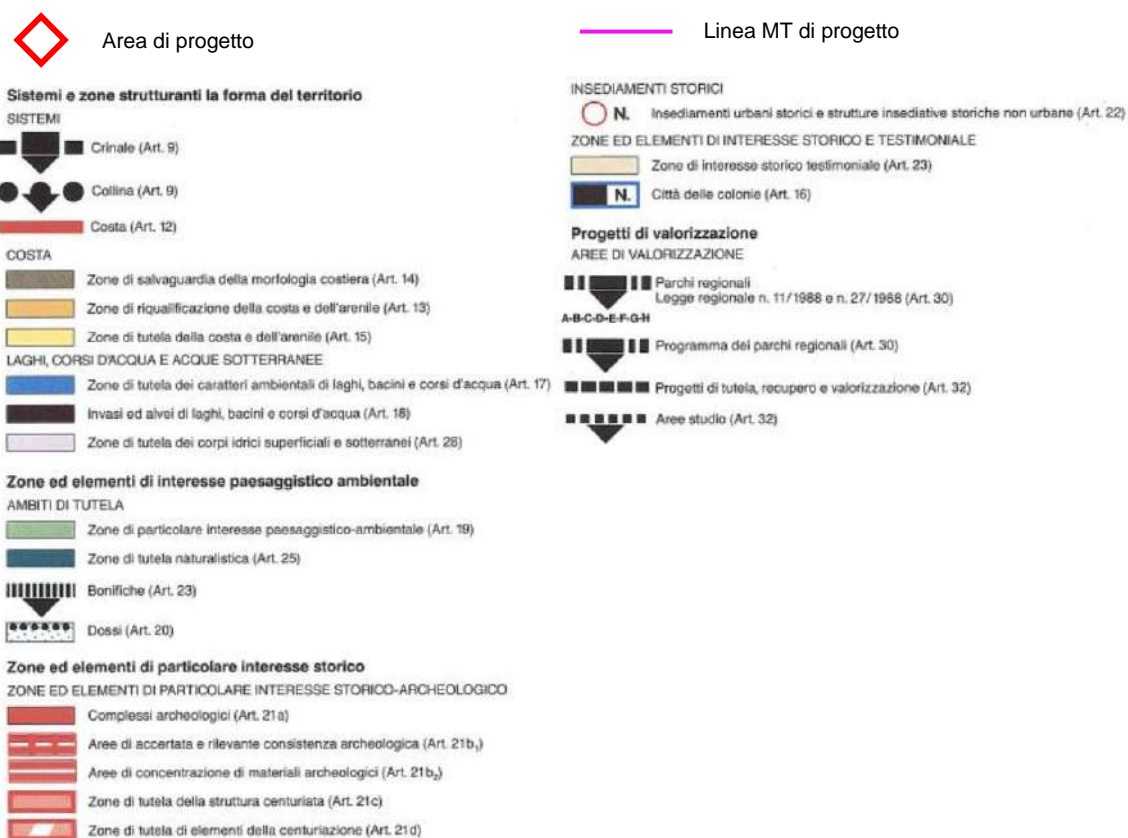 Area di progetto
Linea MT di progetto
Sistemi e zone strutturanti la forma del territorio
SISTEMI
Crinale (Art. 9)
Collina (Art. 9)
Costa (Art. 12)
COSTA
Zone di salvaguardia della morfologia costiera (Art. 14)
Zone di riqualificazione della costa e dell'arenile (Art. 13)
Zone di tutela della costa e dell'arenile (Art. 15)
LAGHI, CORSI D'ACQUA E ACQUE SOTTERRANEE
Zone di tutela dei caratteri ambientali di laghi, bacini e corsi d'acqua (Art. 17)
Invasi ed alvei di laghi, bacini e corsi d'acqua (Art. 18)
Zone di tutela dei corpi idrici superficiali e sotterranei (Art. 28)
Zone ed elementi di interesse paesaggistico ambientale
AMBITI DI TUTELA
Zone di particolare interesse paesaggistico-ambientale (Art. 19)
Zone di tutela naturalistica (Art. 25)
Bonifiche (Art. 23)
Dossi (Art. 20)
Zone ed elementi di particolare interesse storico
ZONE ED ELEMENTI DI PARTICOLARE INTERESSE STORICO-ARCHEOLOGICO
Complessi archeologici (Art. 21a)
Aree di accertata e rilevante consistenza archeologica (Art. 21b₁)
Aree di concentrazione di materiali archeologici (Art. 21b₂)
Zone di tutela della struttura centuriata (Art. 21c)
Zone di tutela di elementi della centuriazione (Art. 21d)
INSEDIAMENTI STORICI
N. Insediamenti urbani storici e strutture insediative storiche non urbane (Art. 22)
ZONE ED ELEMENTI DI INTERESSE STORICO E TESTIMONIALE
Zone di interesse storico testimoniale (Art. 23)
N. Città delle colonie (Art. 16)
Progetti di valorizzazione
AREE DI VALORIZZAZIONE
Parchi regionali
Legge regionale n. 11/1988 e n. 27/1988 (Art. 30)
A-B-C-D-E-F-G-H
Programma dei parchi regionali (Art. 30)
Progetti di tutela, recupero e valorizzazione (Art. 32)
Aree studio (Art. 32)